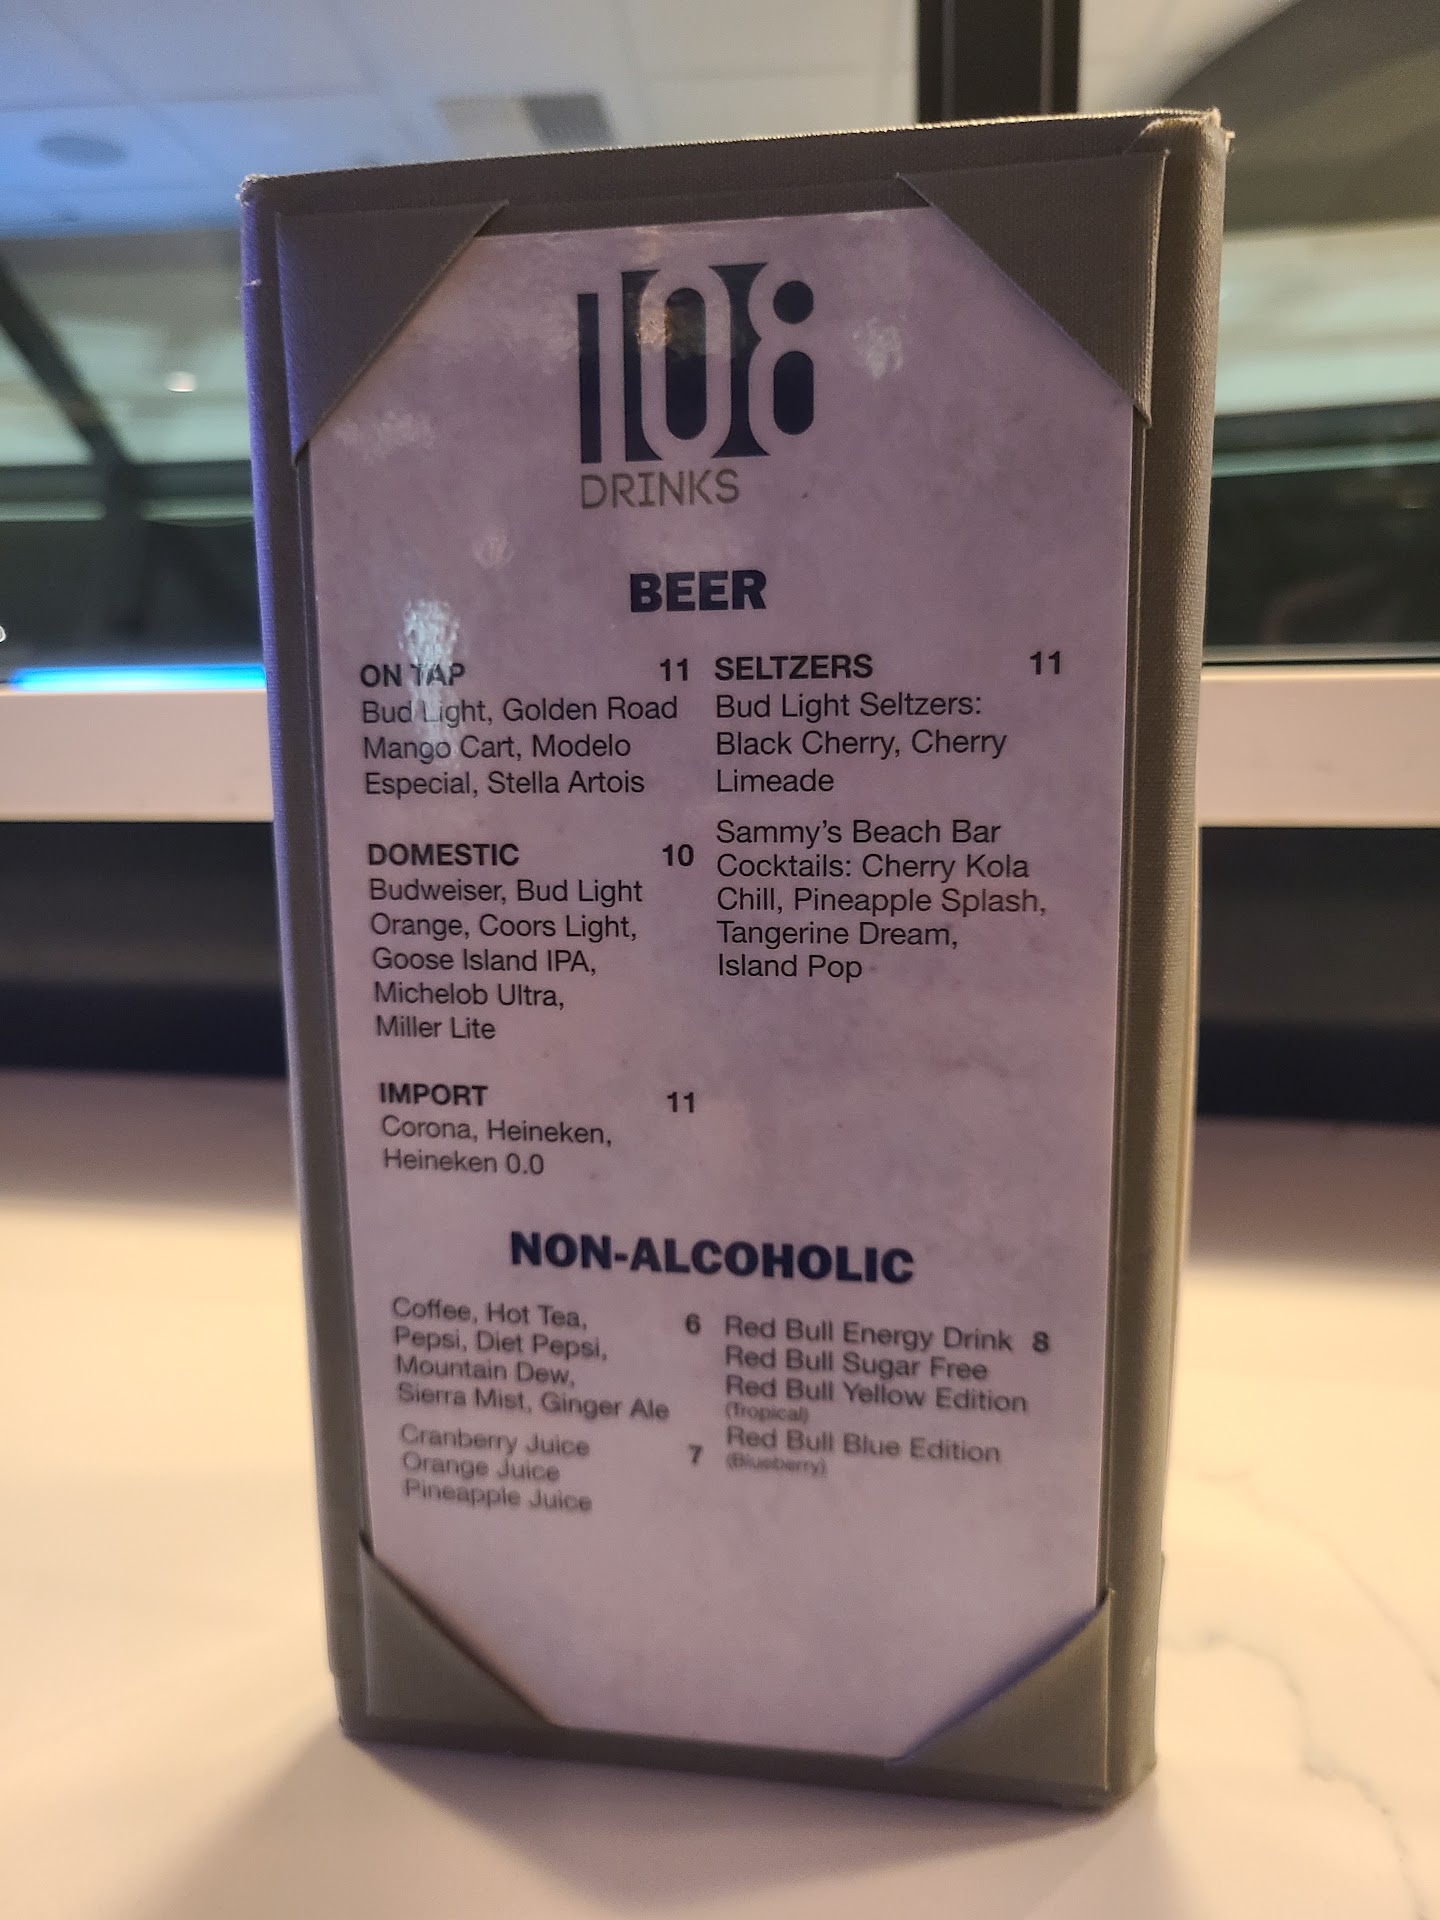 108
DRINKS
BEER
ON TAP 11
Bud Light, Golden Road
Mango Cart, Modelo
Especial, Stella Artois
DOMESTIC 10
Budweiser, Bud Light
Orange, Coors Light,
Goose Island IPA,
Michelob Ultra,
Miller Lite
IMPORT 11
Corona, Heineken,
Heineken 0.0
SELTZERS 11
Bud Light Seltzers:
Black Cherry, Cherry
Limeade
Sammy's Beach Bar
Cocktails: Cherry Kola
Chill, Pineapple Splash,
Tangerine Dream,
Island Pop
NON-ALCOHOLIC
Coffee, Hot Tea, 6
Pepsi, Diet Pepsi,
Mountain Dew,
Sierra Mist, Ginger Ale
Cranberry Juice 7
Orange Juice
Pineapple Juice
Red Bull Energy Drink 8
Red Bull Sugar Free
Red Bull Yellow Edition
(Tropical)
Red Bull Blue Edition
(Blueberry)